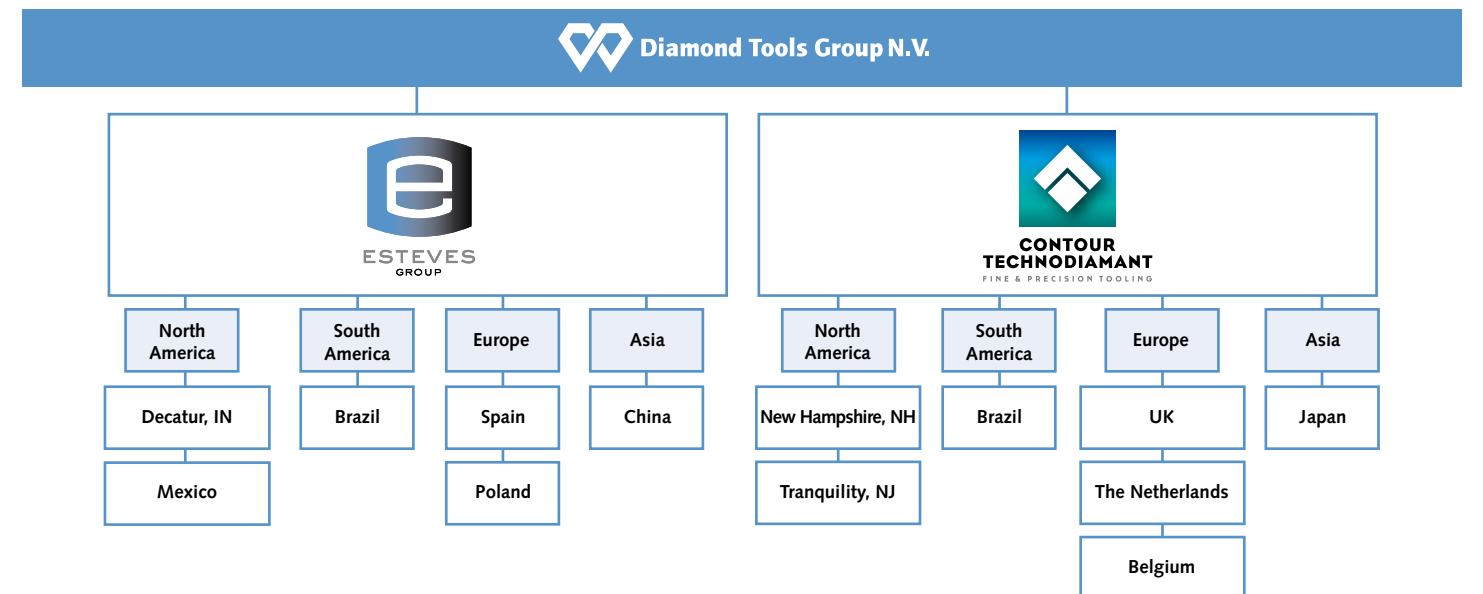 Diamond Tools Group N.V.
ESTEVES
GROUP
CONTOUR
TECHNODIAMANT
FINE & PRECISION TOOLING
North
America
South
America
Europe
Asia
North
America
South
America
Europe
Asia
Decatur, IN
Brazil
Spain
China
New Hampshire, NH
Brazil
UK
Japan
Mexico
Poland
Tranquility, NJ
The Netherlands
Belgium